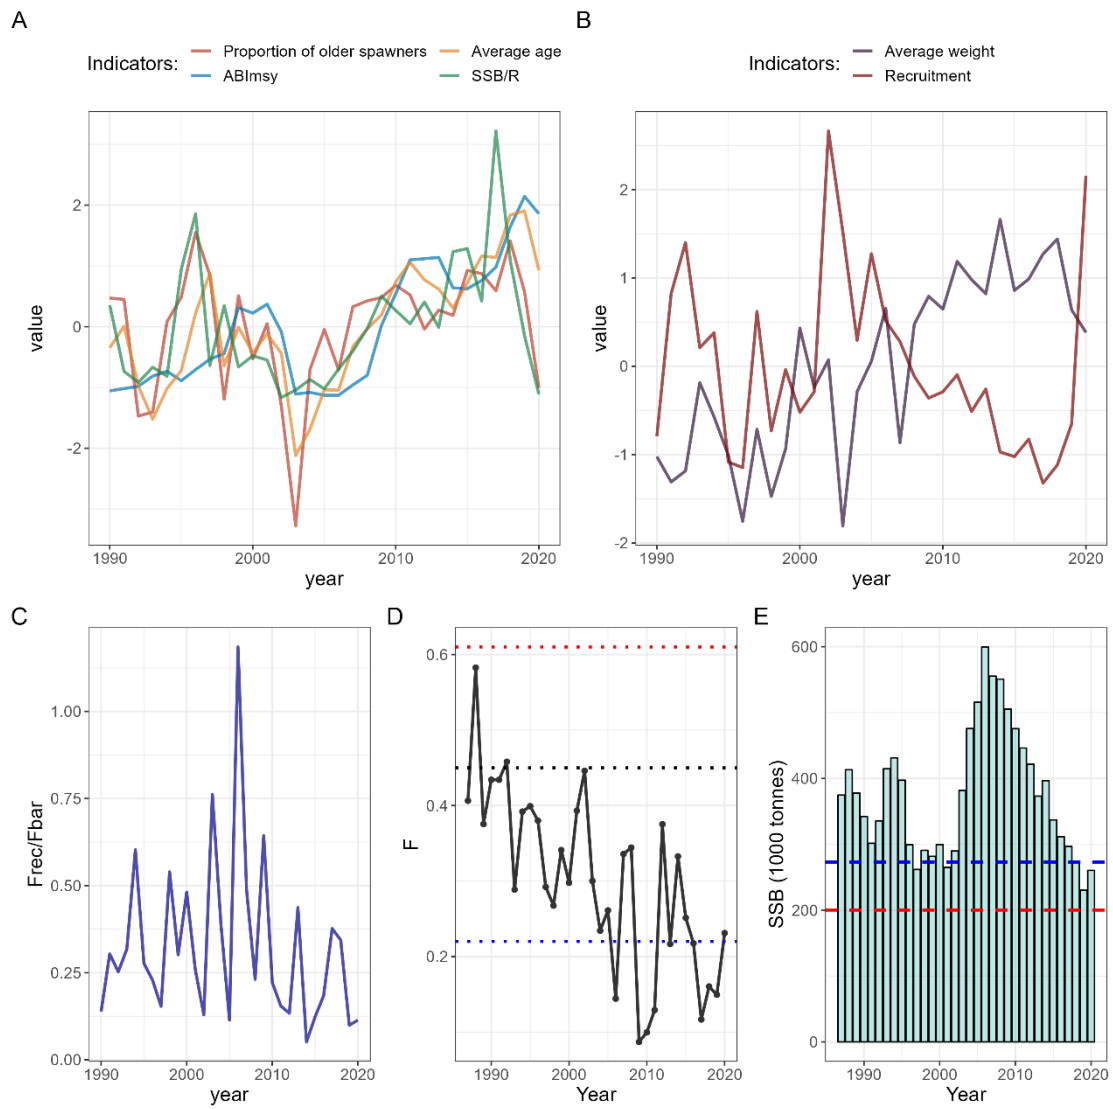 A
Indicators:
Proportion of older spawners
Average age
ABImsy
SSB/R
value
2
0
-2
1990
2000
2010
2020
year
B
Indicators:
Average weight
Recruitment
value
2
1
0
-1
-2
1990
2000
2010
2020
year
C
Frec/Fbar
1.00
0.75
0.50
0.25
0.00
1990
2000
2010
2020
year
D
F
0.6
0.4
0.2
1990
2000
2010
2020
Year
E
SSB (1000 tonnes)
600
400
200
0
1990
2000
2010
2020
Year